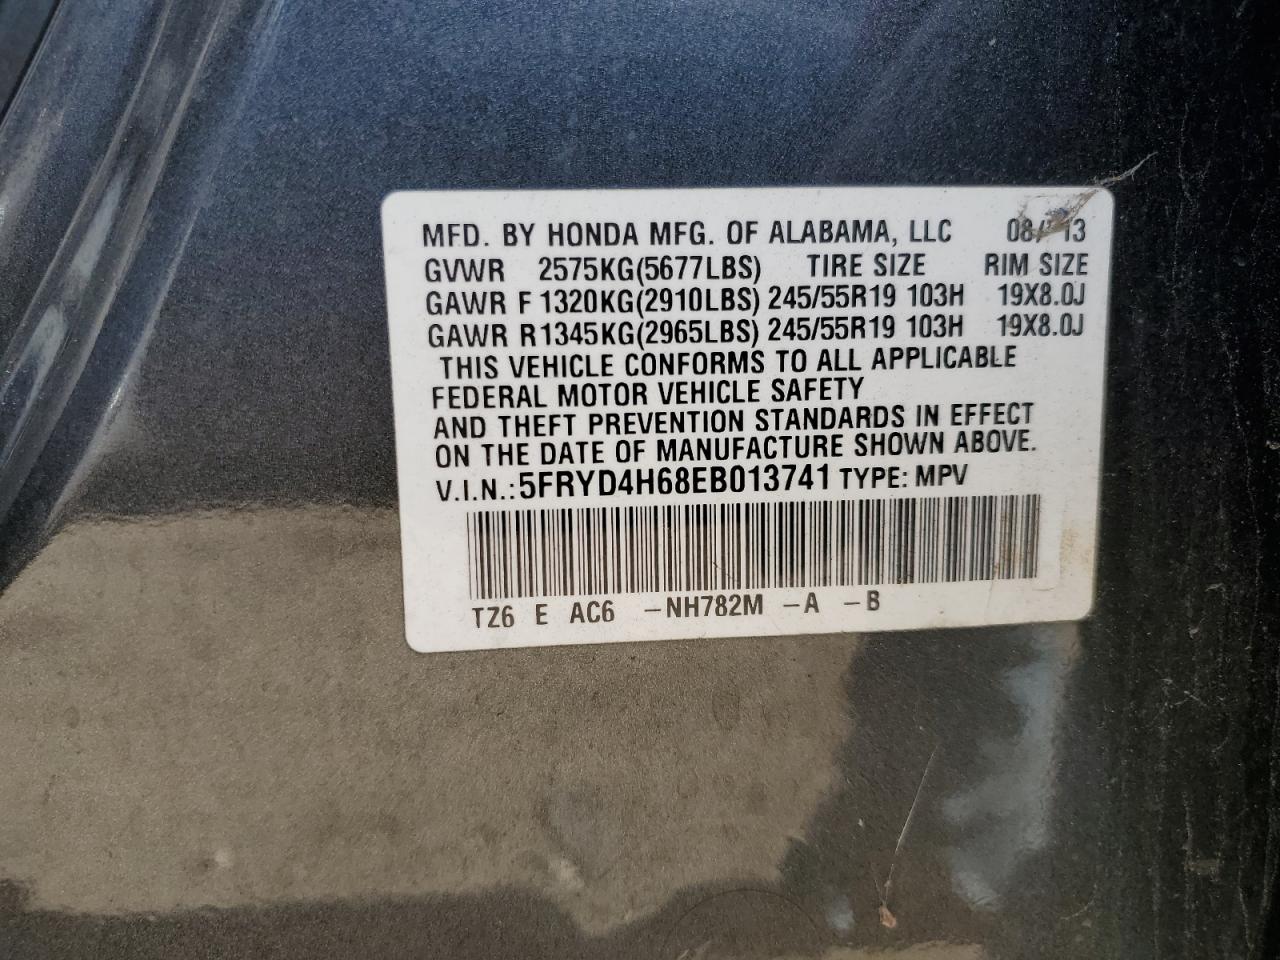 MFD. BY HONDA MFG. OF ALABAMA, LLC 08/ 13
GVWR 2575KG(5677LBS) TIRE SIZE RIM SIZE
GAWR F 1320KG(2910LBS) 245/55R19 103H 19X8.0J
GAWR R1345KG(2965LBS) 245/55R19 103H 19X8.0J
THIS VEHICLE CONFORMS TO ALL APPLICABLE
FEDERAL MOTOR VEHICLE SAFETY
AND THEFT PREVENTION STANDARDS IN EFFECT
ON THE DATE OF MANUFACTURE SHOWN ABOVE.
V.I.N.:5FRYD4H68EB013741 TYPE: MPV
TZ6 E AC6 -NH782M -A -B